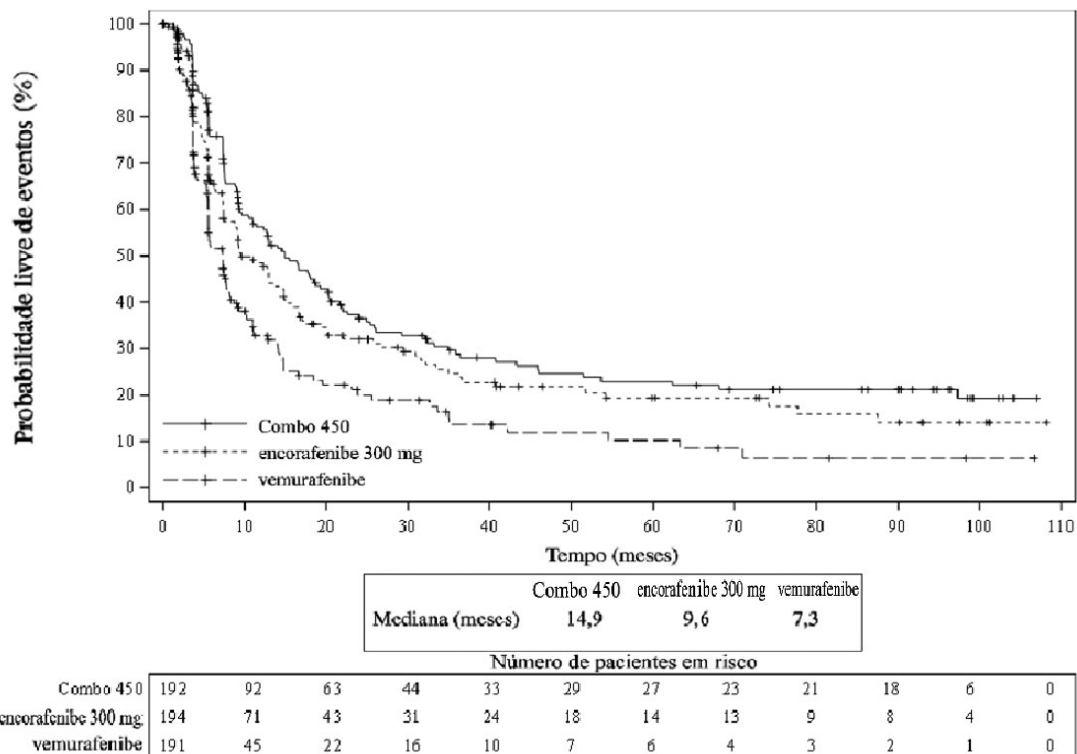 Probabilidade livve de eventos (%)
100
90
80
70
60
50
40
30
20
10
0
Combo 450
encorafenibe 300 mg
vemurafenibe
0 10 20 30 40 50 60 70 80 90 100 110
Tempo (meses)
Combo 450 encorafenibe 300 mg vemurafenibe
Mediana (meses) 14,9 9,6 7,3
Número de pacientes em risco
Combo 450 192 92 63 44 33 29 27 23 21 18 6 0
encorafenibe 300 mg 194 71 43 31 24 18 14 13 9 8 4 0
vemurafenibe 191 45 22 16 10 7 6 4 3 2 1 0